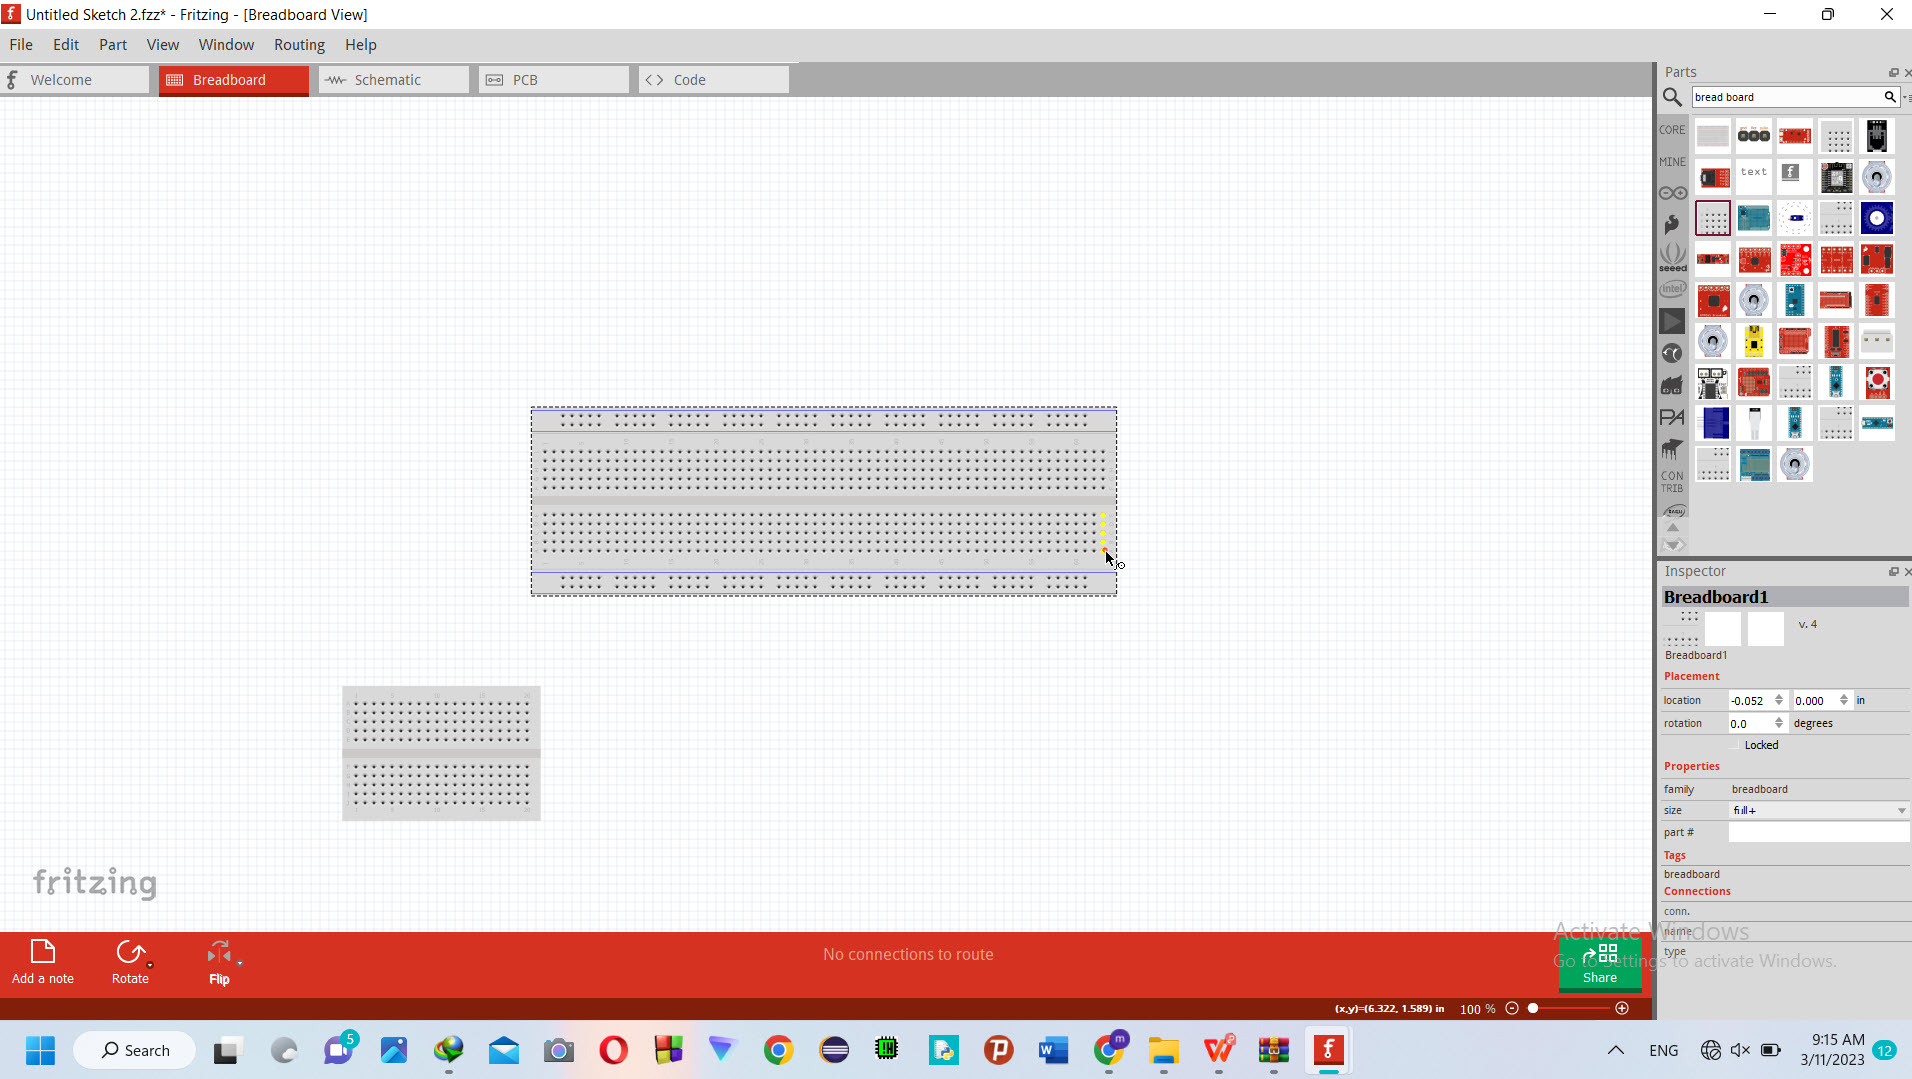 Untitled Sketch 2.fzz* - Fritzing - [Breadboard View]
File Edit Part View Window Routing Help
Welcome Breadboard Schematic PCB Code
Parts
bread board
CORE
MINE
text
seeed
intel
PA
CON
TRIB
Inspector
Breadboard1
v. 4
Breadboard1
Placement
location -0.052 0.000 in
rotation 0.0 degrees
Locked
Properties
family breadboard
size full+
part #
Tags
breadboard
Connections
conn.
name
type
Activate Windows
Go to Settings to activate Windows.
fritzing
Add a note Rotate Flip
No connections to route
Share
(x,y)=(6.322, 1.589) in 100 %
Search
5
m
ENG
9:15 AM
3/11/2023
12